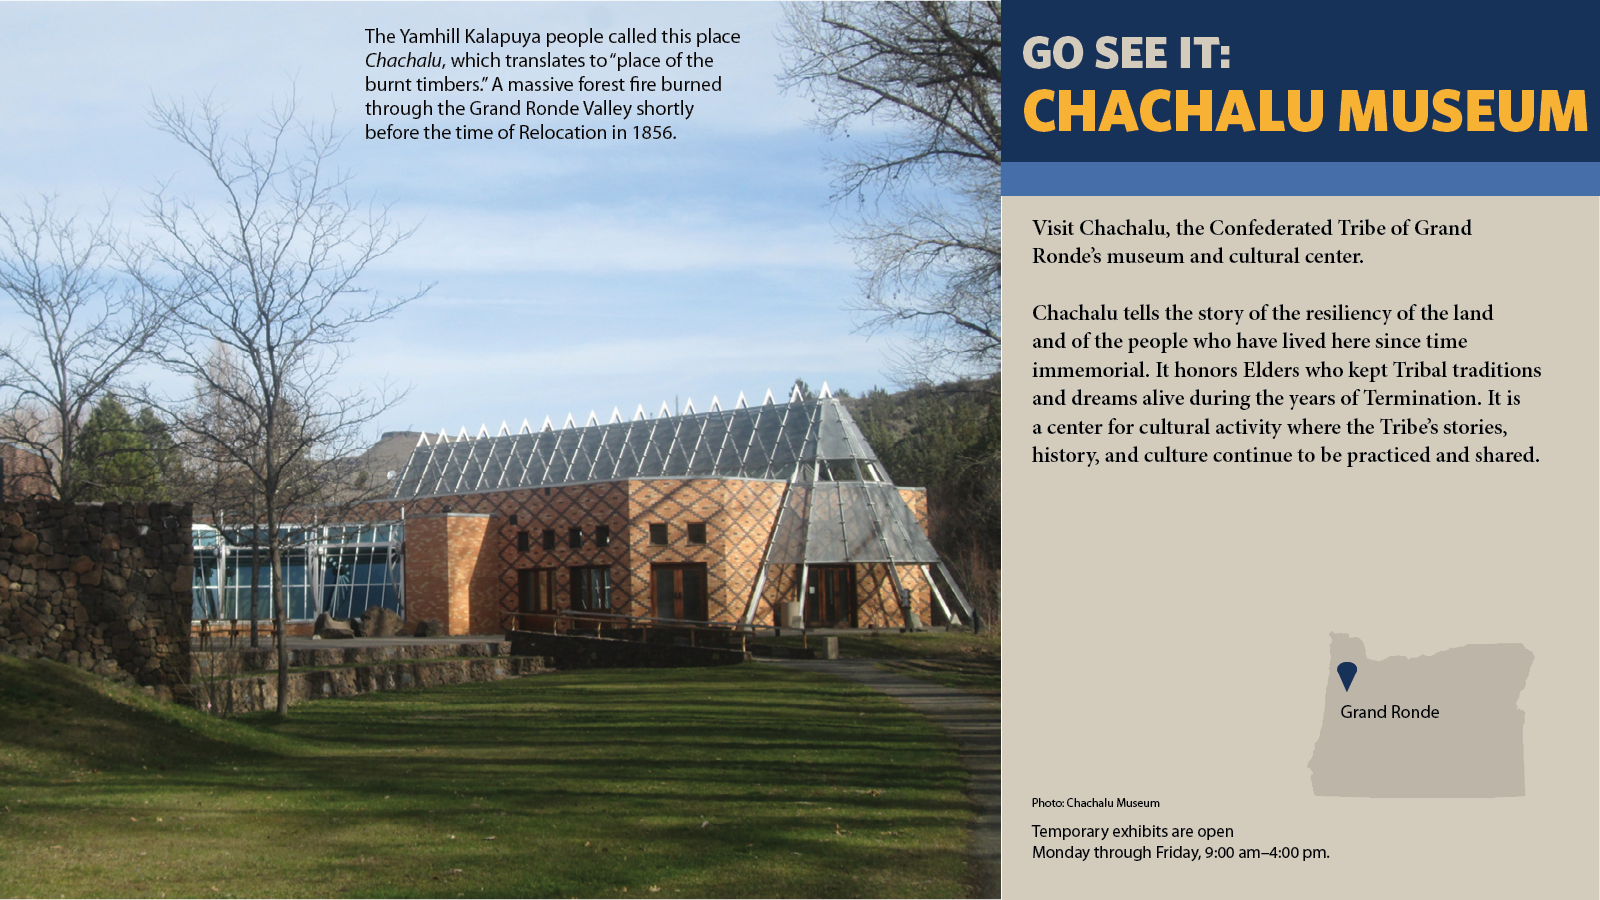 The Yamhill Kalapuya people called this place
Chachalu, which translates to “place of the
burnt timbers.” A massive forest fire burned
through the Grand Ronde Valley shortly
before the time of Relocation in 1856.
GO SEE IT:
CHACHALU MUSEUM
Visit Chachalu, the Confederated Tribe of Grand
Ronde’s museum and cultural center.
Chachalu tells the story of the resiliency of the land
and of the people who have lived here since time
immemorial. It honors Elders who kept Tribal traditions
and dreams alive during the years of Termination. It is
a center for cultural activity where the Tribe’s stories,
history, and culture continue to be practiced and shared.
Grand Ronde
Photo: Chachalu Museum
Temporary exhibits are open
Monday through Friday, 9:00 am–4:00 pm.